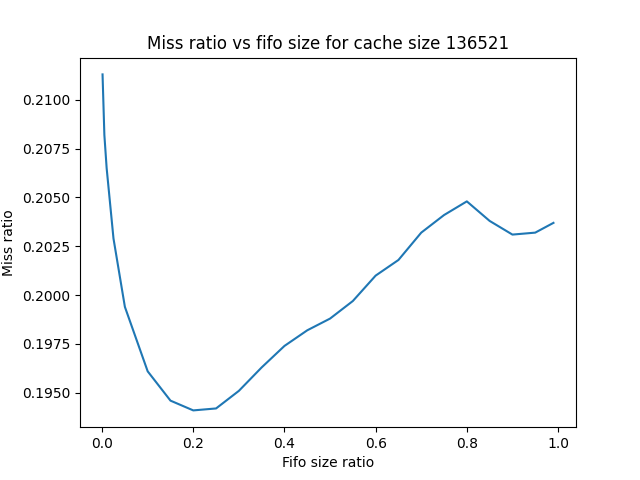 Miss ratio vs fifo size for cache size 136521
0.2100
0.2075
0.2050
0.2025
0.2000
0.1975
0.1950
Miss ratio
0.0 0.2 0.4 0.6 0.8 1.0
Fifo size ratio